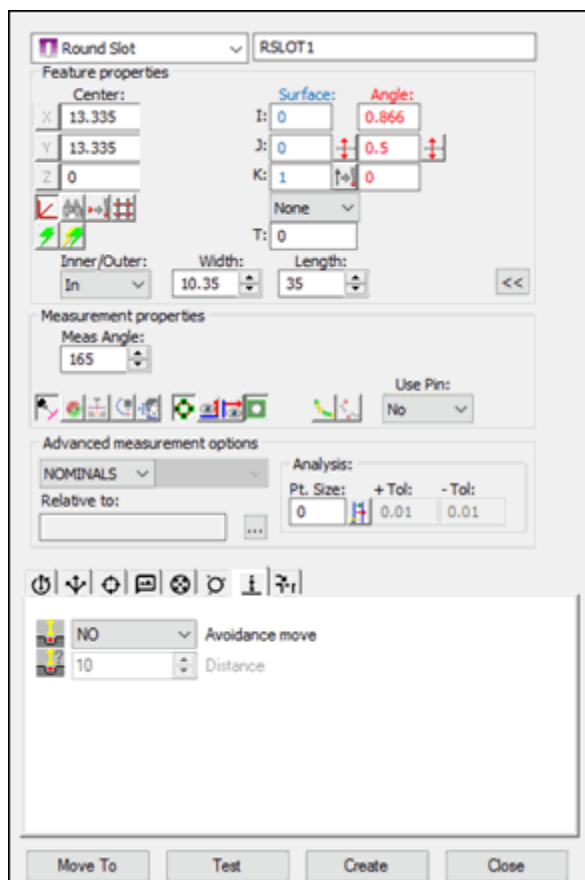 Round Slot RSLOT1
Feature properties
Center: Surface: Angle:
X 13.335 I: 0 0.866
Y 13.335 J: 0 0.5
Z 0 K: 1 0
None
T: 0
Inner/Outer: Width: Length:
In 10.35 35 <<
Measurement properties
Meas Angle:
165
Use Pin:
No
Advanced measurement options
NOMINALS Analysis:
Pt. Size: + Tol: - Tol:
Relative to: 0 0.01 0.01
...
NO Avoidance move
10 Distance
Move To Test Create Close